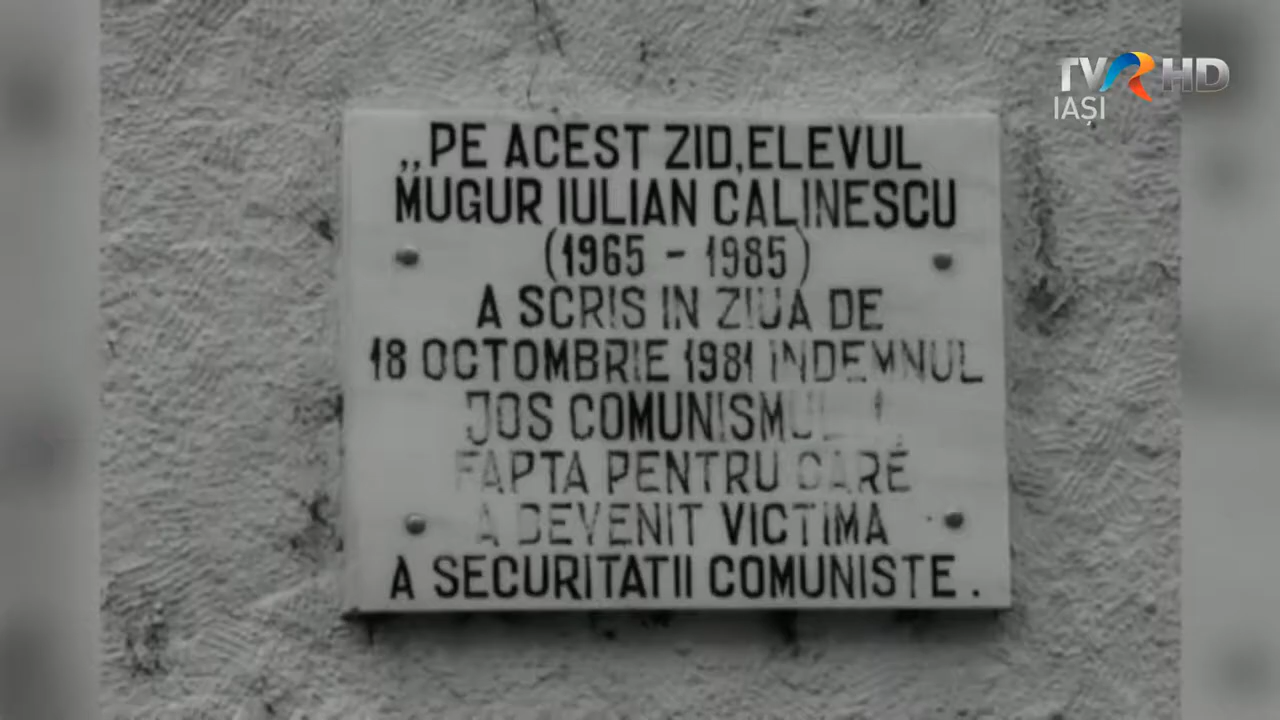 TVR HD
IAȘI
„PE ACEST ZID,ELEVUL
MUGUR IULIAN CALINESCU
(1965 - 1985)
A SCRIS IN ZIUA DE
18 OCTOMBRIE 1981 INDEMNUL
JOS COMUNISMUL!
FAPTA PENTRU CARE
A DEVENIT VICTIMA
A SECURITATII COMUNISTE.